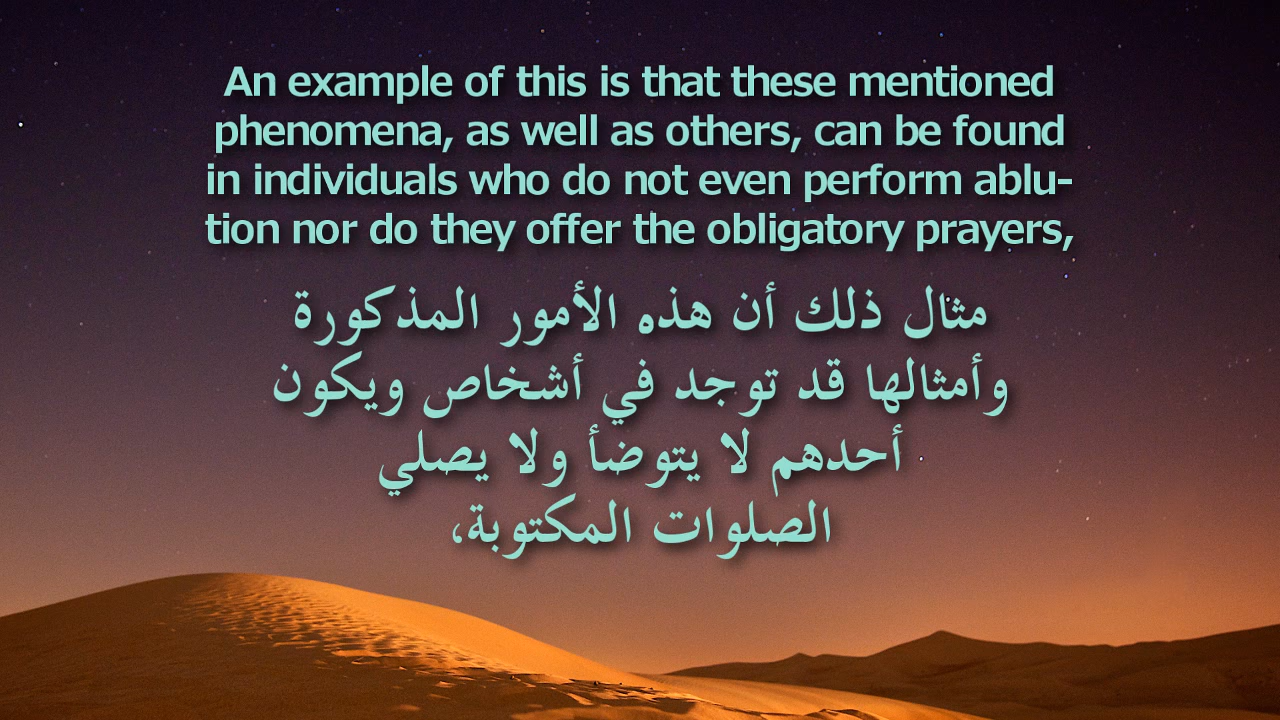 An example of this is that these mentioned
phenomena, as well as others, can be found
in individuals who do not even perform ablu-
tion nor do they offer the obligatory prayers,
مثال ذلك أن هذه الأمور المذكورة
وأمثالها قد توجد في أشخاص ويكون
أحدهم لا يتوضأ ولا يصلي
الصلوات المكتوبة،